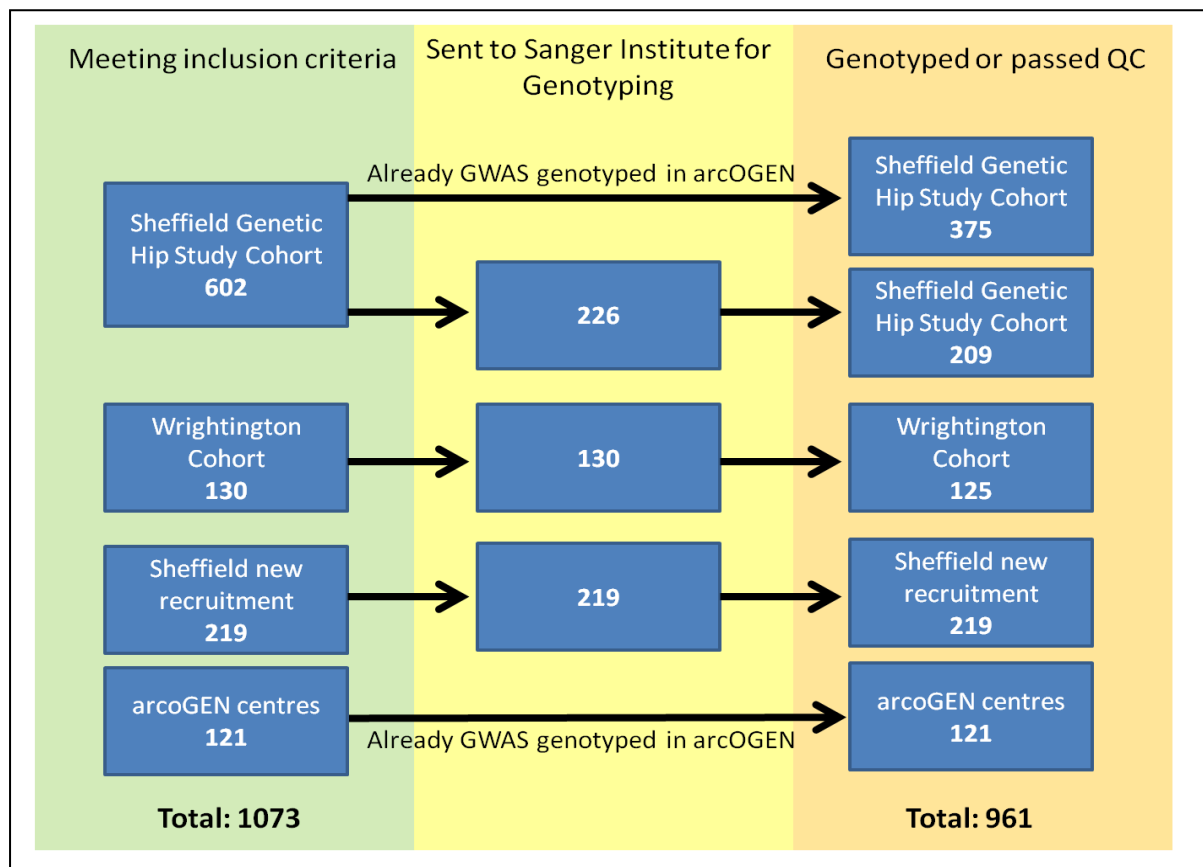 Meeting inclusion criteria
Sent to Sanger Institute for
Genotyping
Genotyped or passed QC
Already GWAS genotyped in arcOGEN
Sheffield Genetic
Hip Study Cohort
602
Sheffield Genetic
Hip Study Cohort
375
226
Sheffield Genetic
Hip Study Cohort
209
Wrightington
Cohort
130
130
Wrightington
Cohort
125
Sheffield new
recruitment
219
219
Sheffield new
recruitment
219
arcoGEN centres
121
Already GWAS genotyped in arcOGEN
arcoGEN centres
121
Total: 1073
Total: 961